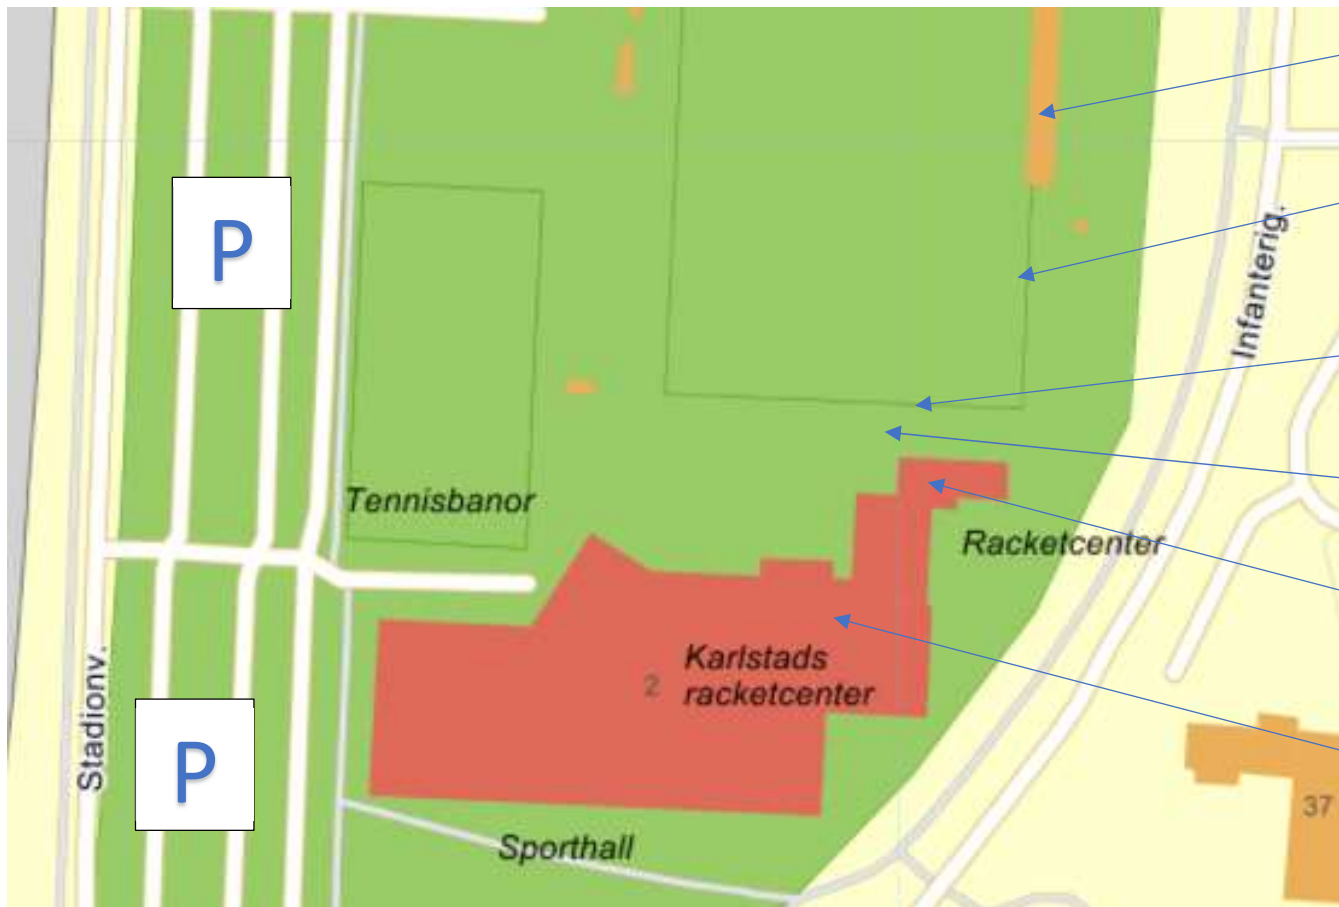 P
Infanterig.
Tennisbanor
Racketcenter
Karlstads
racketcenter
2
Stadionv.
P
37
Sporthall